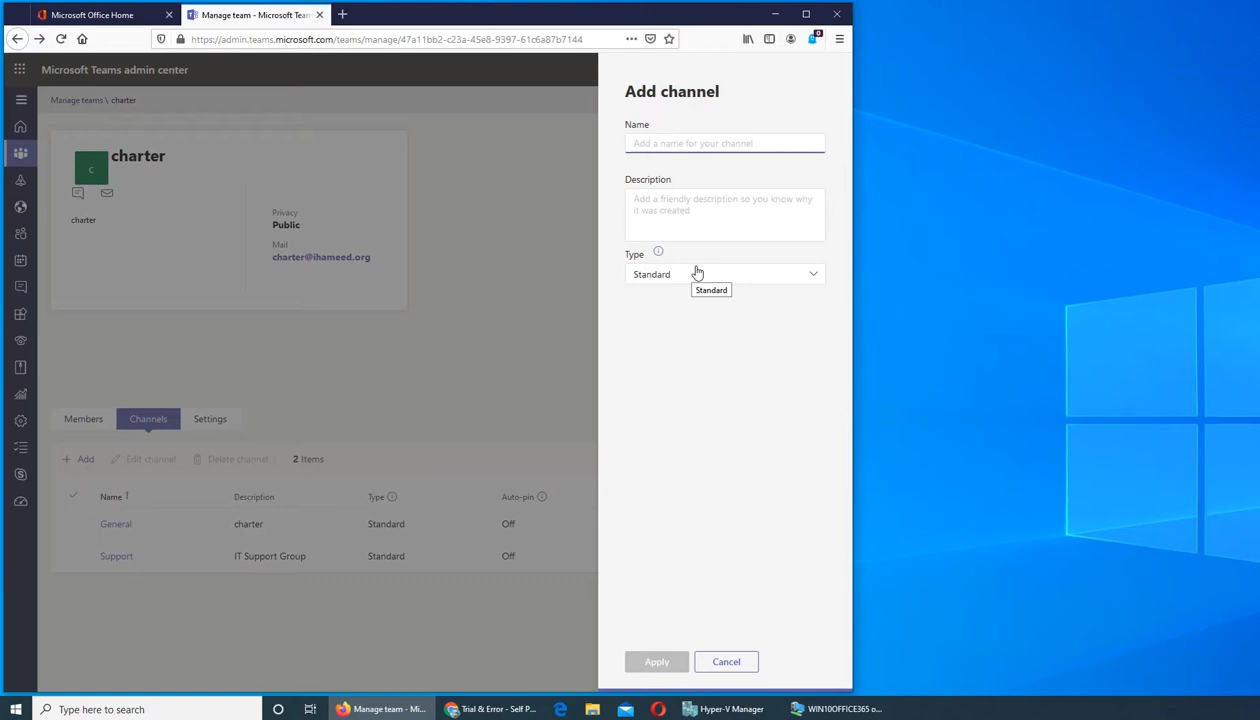 Microsoft Office Home
Manage team - Microsoft Team
https://admin.teams.microsoft.com/teams/manage/47a11bb2-c23a-45e8-9397-61c6a87b7144
0
Microsoft Teams admin center
Manage teams \ charter
C
charter
charter
Privacy
Public
Mail
charter@ihameed.org
Members
Channels
Settings
Add
Edit channel
Delete channel
2 Items
Name
Description
Type
Auto-pin
General
charter
Standard
Off
Support
IT Support Group
Standard
Off
Add channel
Name
Add a name for your channel
Description
Add a friendly description so you know why
it was created
Type
Standard
Standard
Apply
Cancel
Type here to search
Manage team - Mi...
Trial & Error - Self P...
Hyper-V Manager
WIN10OFFICE365 o...